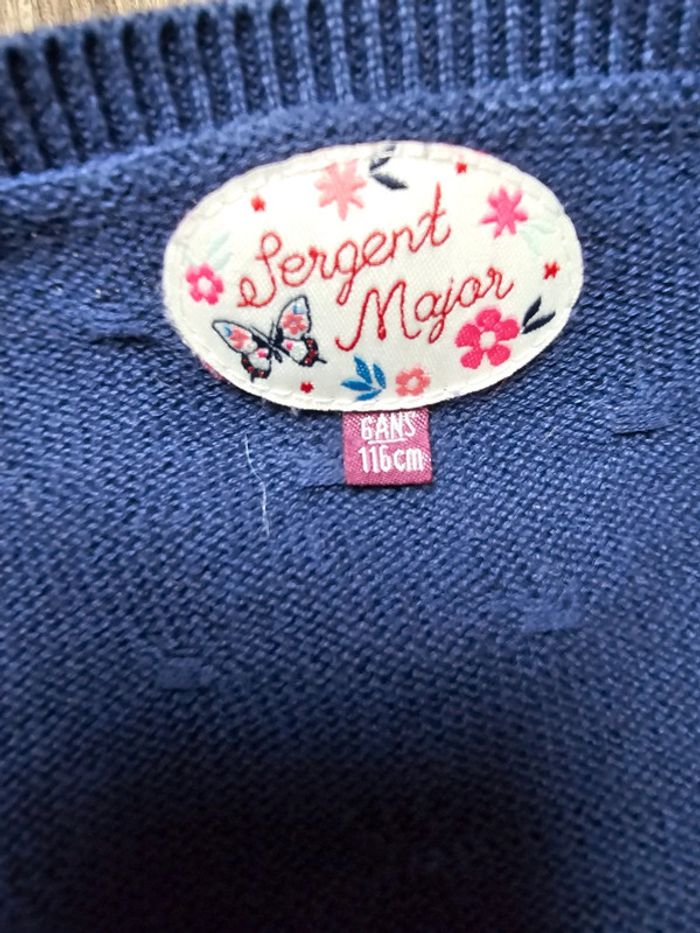 Sergent
Major
6ANS
116cm